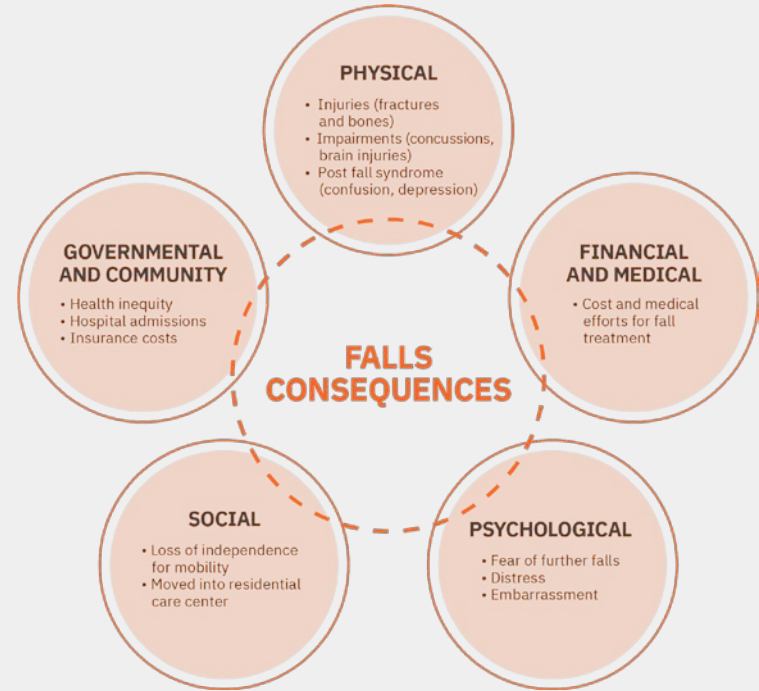 PHYSICAL
• Injuries (fractures
and bones)
• Impairments (concussions,
brain injuries)
• Post fall syndrome
(confusion, depression)
GOVERNMENTAL
AND COMMUNITY
• Health inequity
• Hospital admissions
• Insurance costs
FINANCIAL
AND MEDICAL
• Cost and medical
efforts for fall
treatment
FALLS
CONSEQUENCES
SOCIAL
• Loss of independence
for mobility
• Moved into residential
care center
PSYCHOLOGICAL
• Fear of further falls
• Distress
• Embarrassment